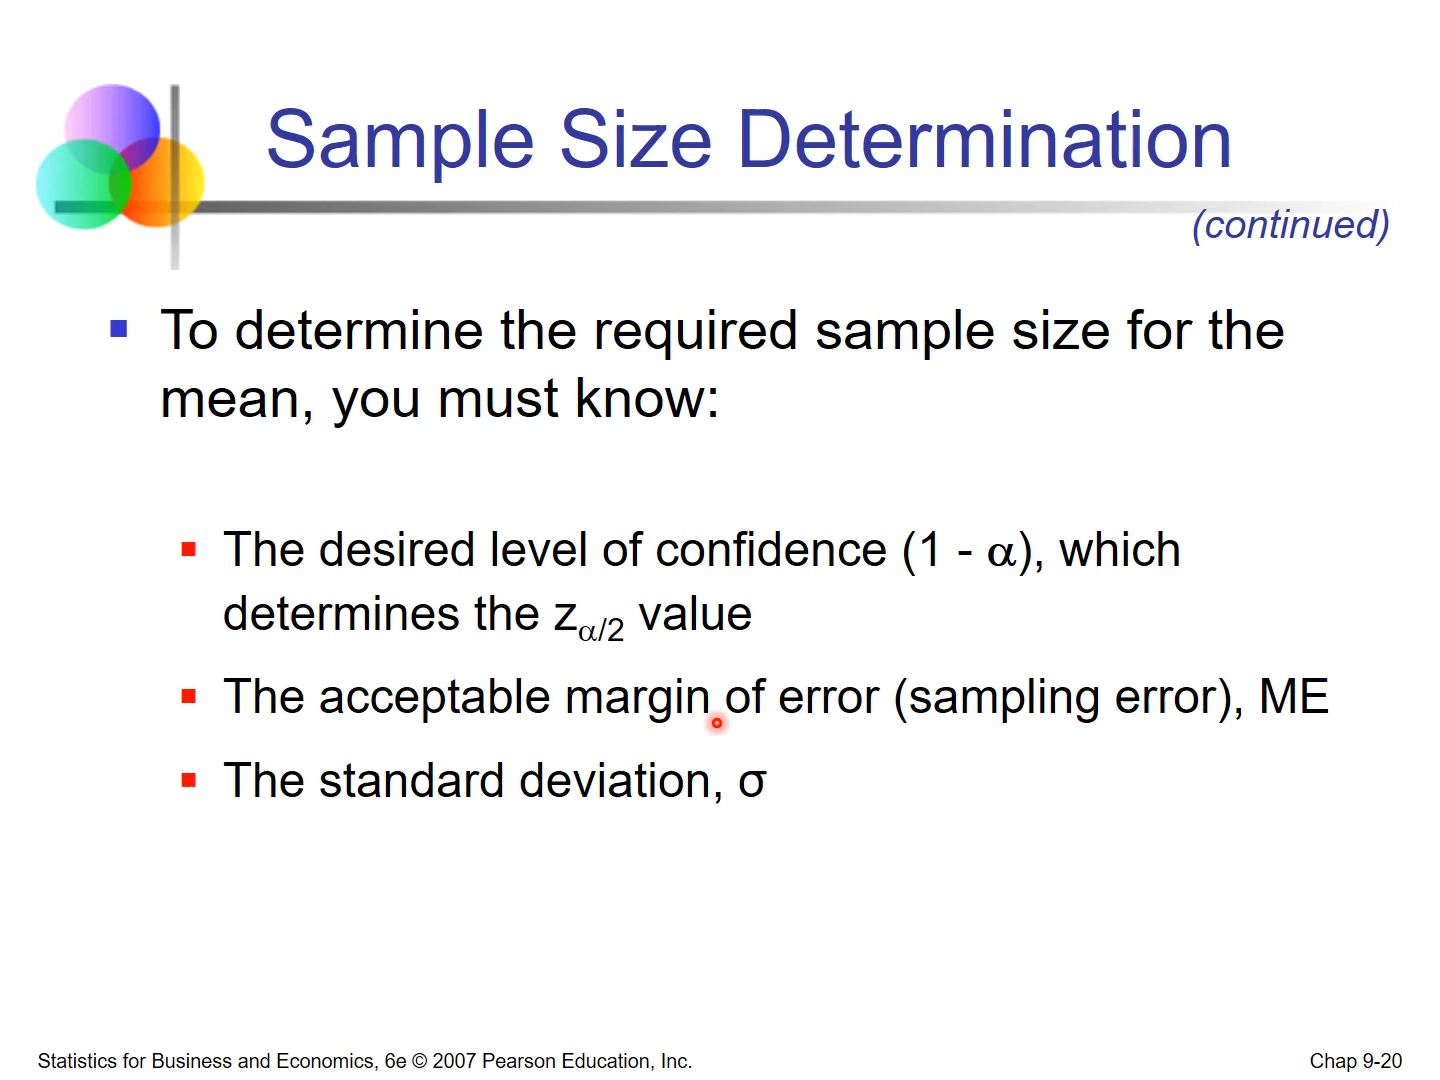 Sample Size Determination
(continued)
To determine the required sample size for the
mean, you must know:
The desired level of confidence (1 - α), which
determines the zα/2 value
The acceptable margin of error (sampling error), ME
The standard deviation, σ
Statistics for Business and Economics, 6e © 2007 Pearson Education, Inc.
Chap 9-20